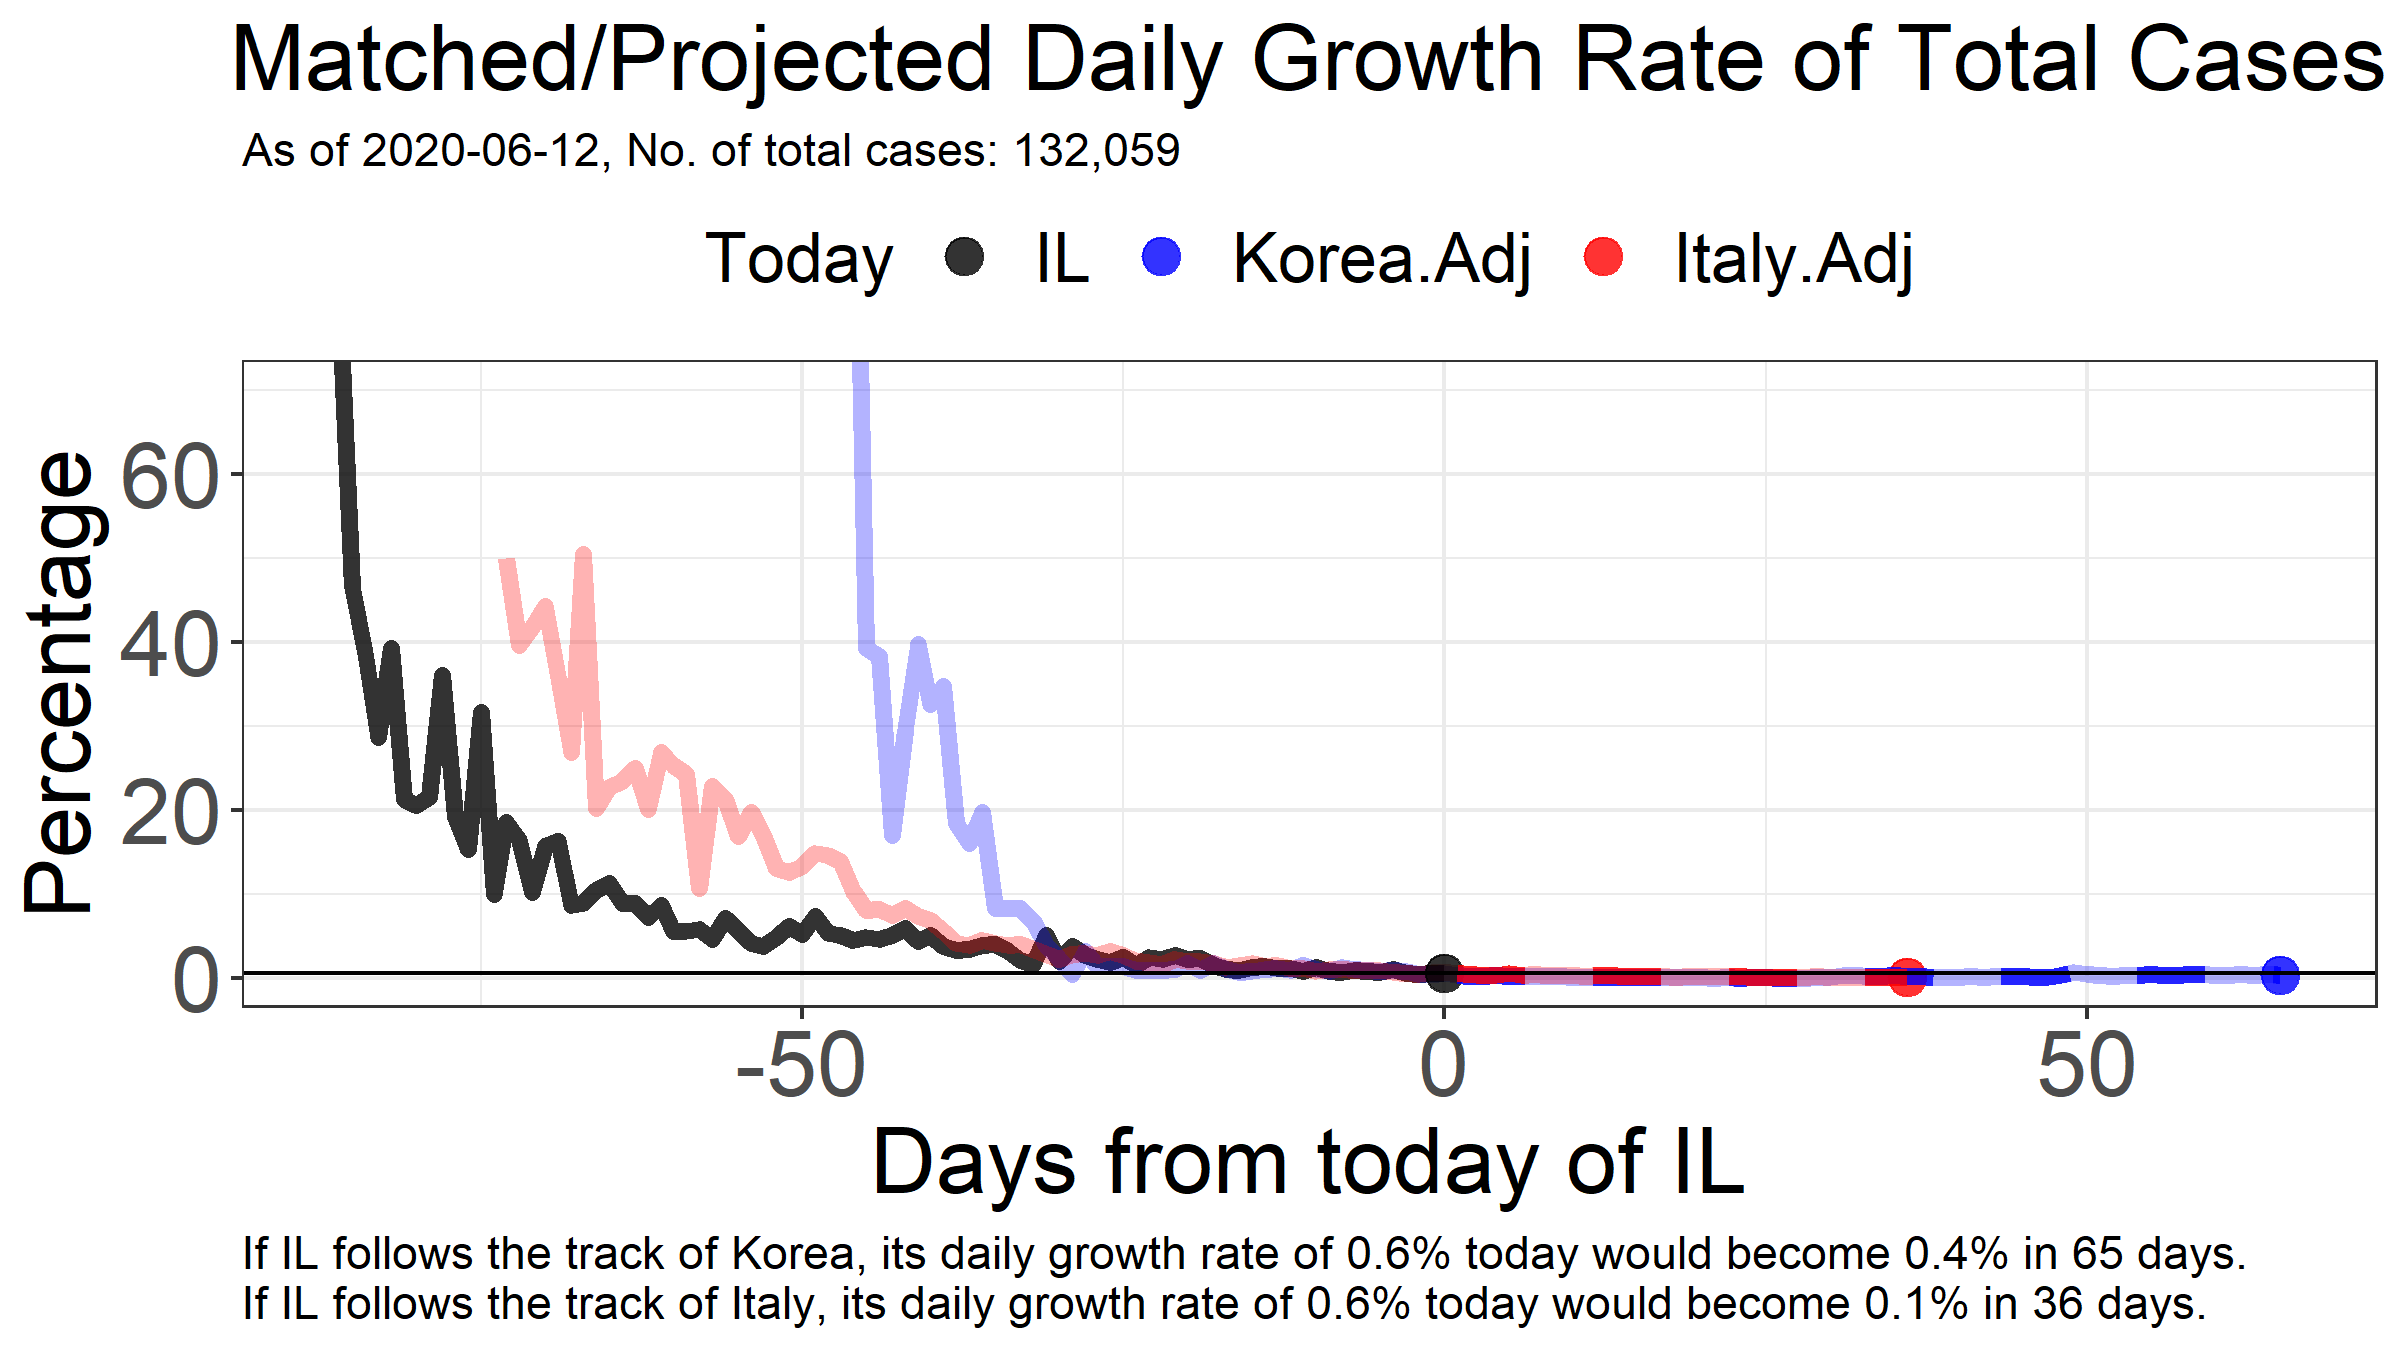 Matched/Projected Daily Growth Rate of Total Cases
As of 2020-06-12, No. of total cases: 132,059
Today IL Korea.Adj Italy.Adj
Percentage
60
40
20
0
-50 0 50
Days from today of IL
If IL follows the track of Korea, its daily growth rate of 0.6% today would become 0.4% in 65 days.
If IL follows the track of Italy, its daily growth rate of 0.6% today would become 0.1% in 36 days.